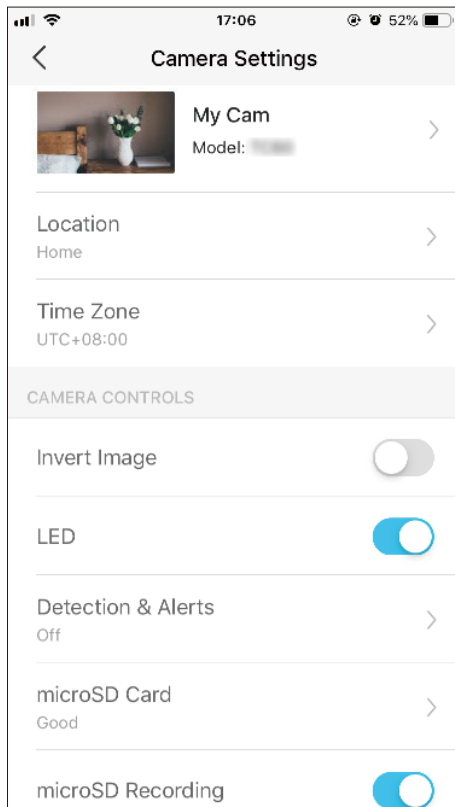 17:06
52%
Camera Settings
My Cam
Model:
Location
Home
Time Zone
UTC+08:00
CAMERA CONTROLS
Invert Image
LED
Detection & Alerts
Off
microSD Card
Good
microSD Recording